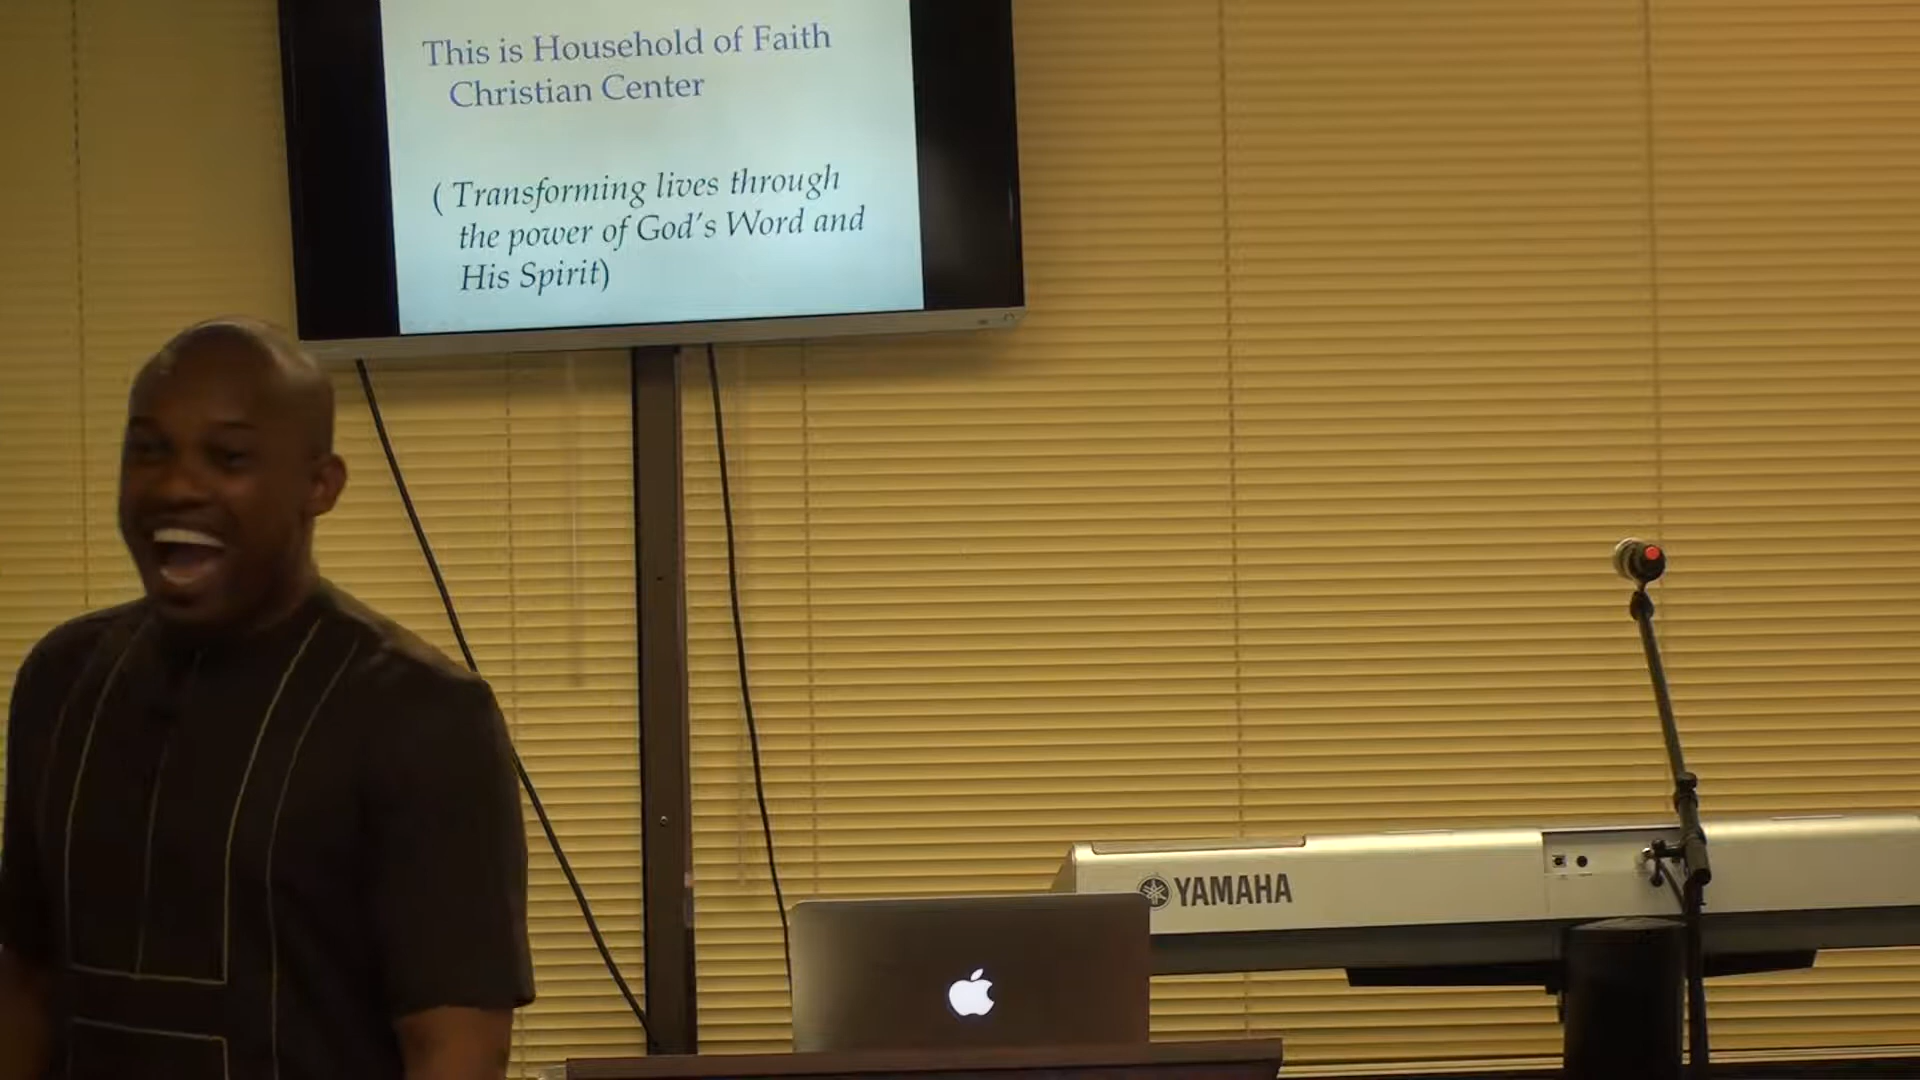 This is Household of Faith
Christian Center
( Transforming lives through
the power of God's Word and
His Spirit)
YAMAHA